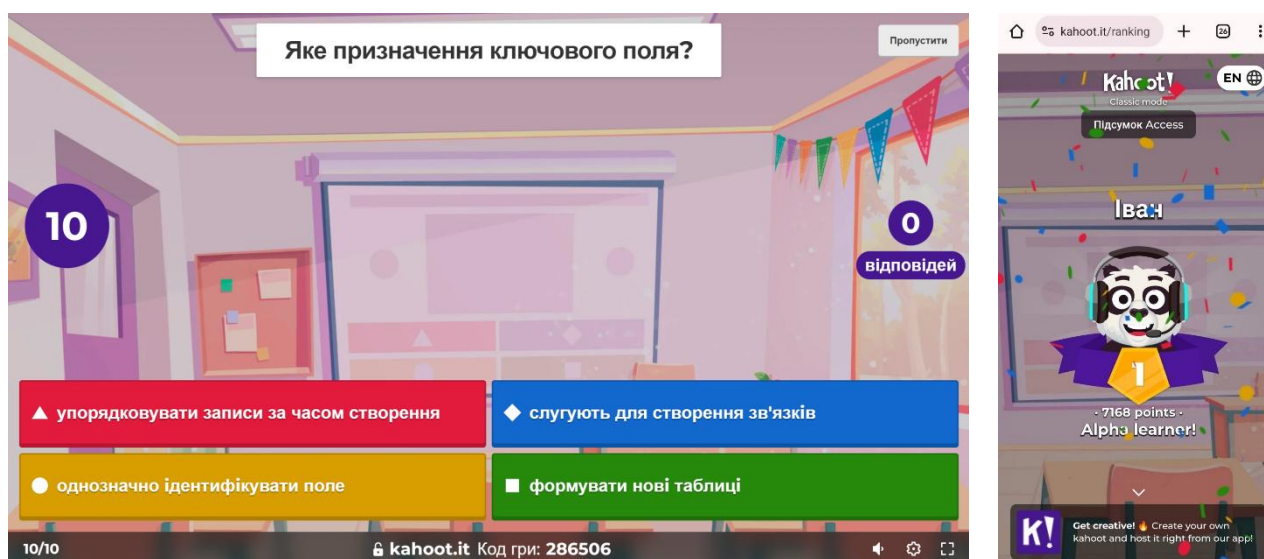 Яке призначення ключового поля?
Пропустити
10
0
відповідей
упорядковувати записи за часом створення
слугують для створення зв'язків
однозначно ідентифікувати поле
формувати нові таблиці
10/10
kahoot.it Код гри: 286506
kahoot.it/ranking
26
Kahoot!
EN
Classic mode
Підсумок Access
Іван
1
- 7168 points -
Alpha learner!
K!
Get creative! 🔥 Create your own
kahoot and host it right from our app!